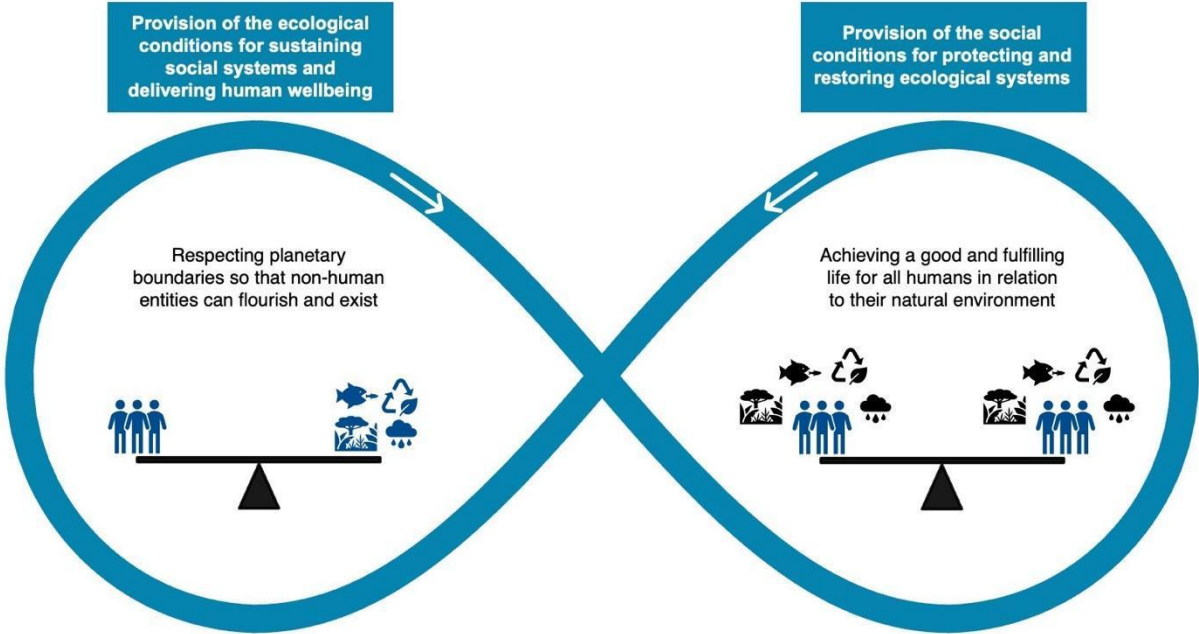 Provision of the ecological
conditions for sustaining
social systems and
delivering human wellbeing
Provision of the social
conditions for protecting and
restoring ecological systems
Respecting planetary
boundaries so that non-human
entities can flourish and exist
Achieving a good and fulfilling
life for all humans in relation
to their natural environment